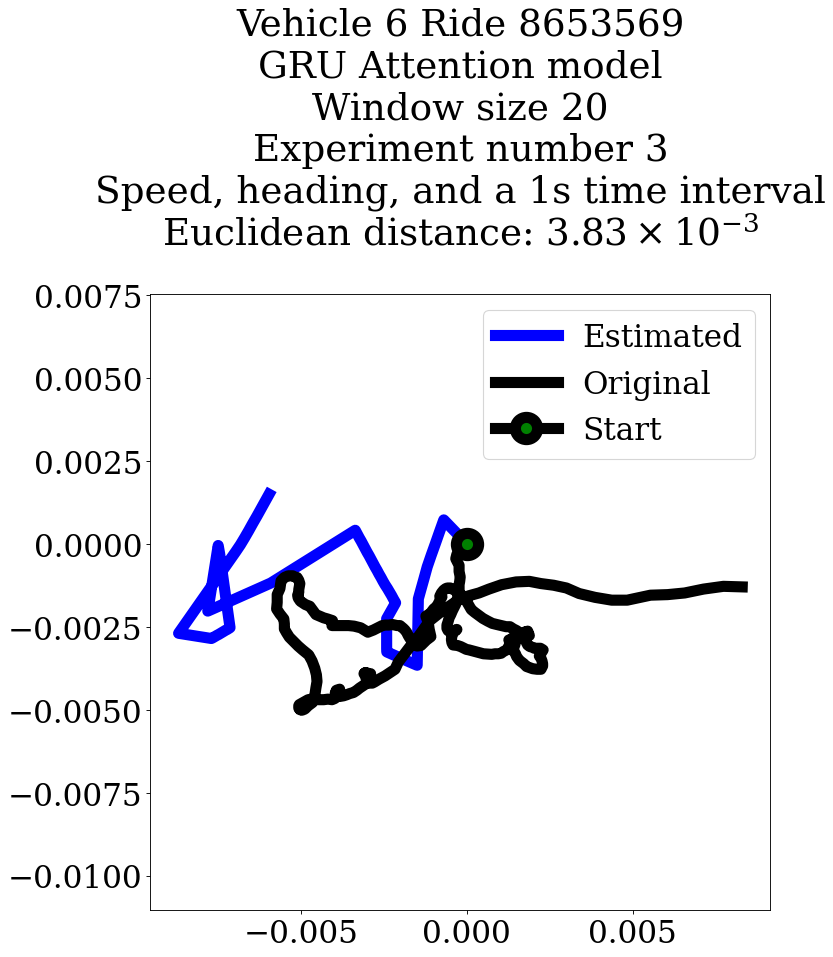 Vehicle 6 Ride 8653569
GRU Attention model
Window size 20
Experiment number 3
Speed, heading, and a 1s time interval
Euclidean distance: 3.83 × 10⁻³
0.0075
0.0050
0.0025
0.0000
−0.0025
−0.0050
−0.0075
−0.0100
Estimated
Original
Start
−0.005
0.000
0.005